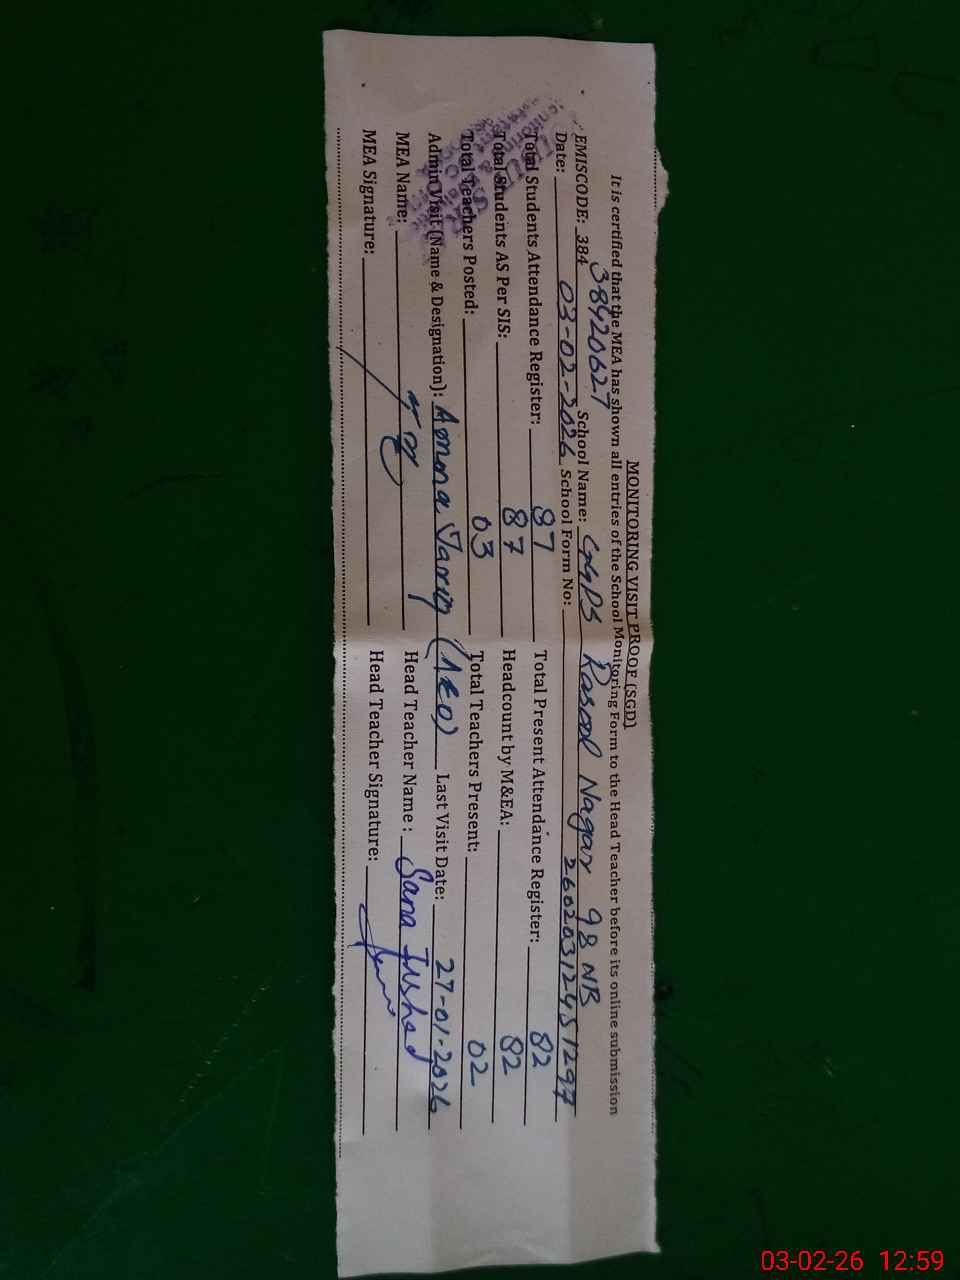 MONITORING VISIT PROOF (SGD)
It is certified that the MEA has shown all entries of the School Monitoring Form to the Head Teacher before its online submission
EMISCODE: 384 38420627 School Name: GGPS Rasool Nagar 98 NB
Date: 03-02-2026 School Form No: 26020312451297
Total Students Attendance Register: 87 Total Present Attendance Register: 82
Total Students AS Per SIS: 87 Headcount by M&EA: 82
Total Teachers Posted: 03 Total Teachers Present: 02
Admin Visit (Name & Designation): Amna (AEO) Last Visit Date: 27-01-2026
MEA Name: Head Teacher Name : Sana
MEA Signature: Head Teacher Signature:
03-02-26 12:59